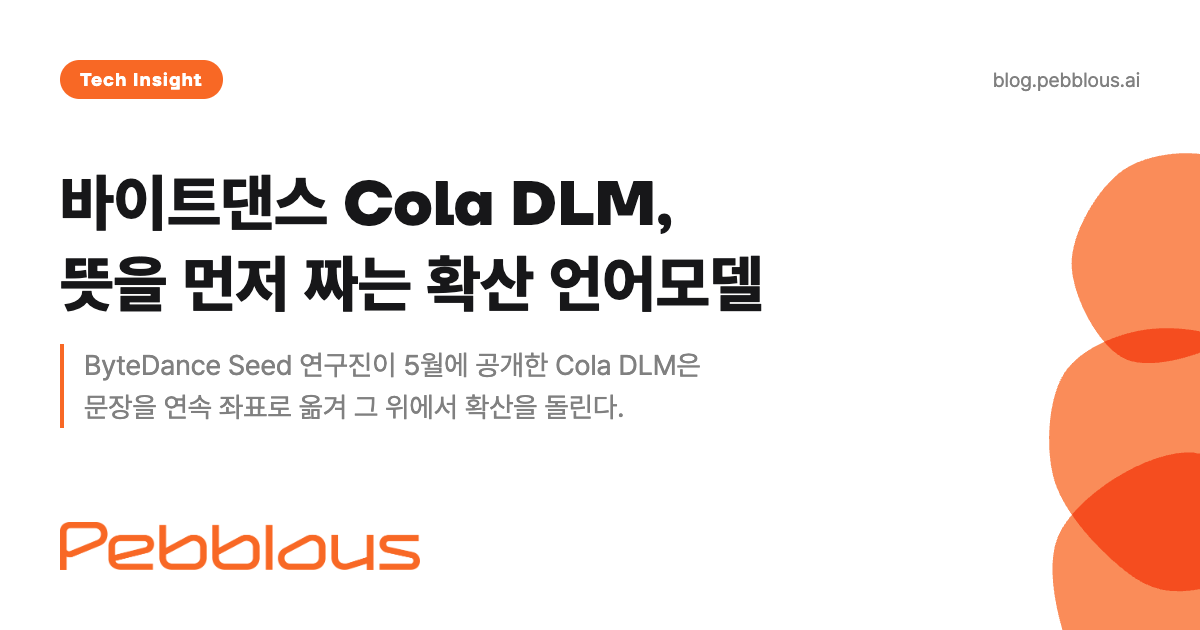 Tech Insight
blog.pebblous.ai
바이트댄스 Cola DLM,
뜻을 먼저 짜는 확산 언어모델
ByteDance Seed 연구진이 5월에 공개한 Cola DLM은
문장을 연속 좌표로 옮겨 그 위에서 확산을 돌린다.
Pebblous